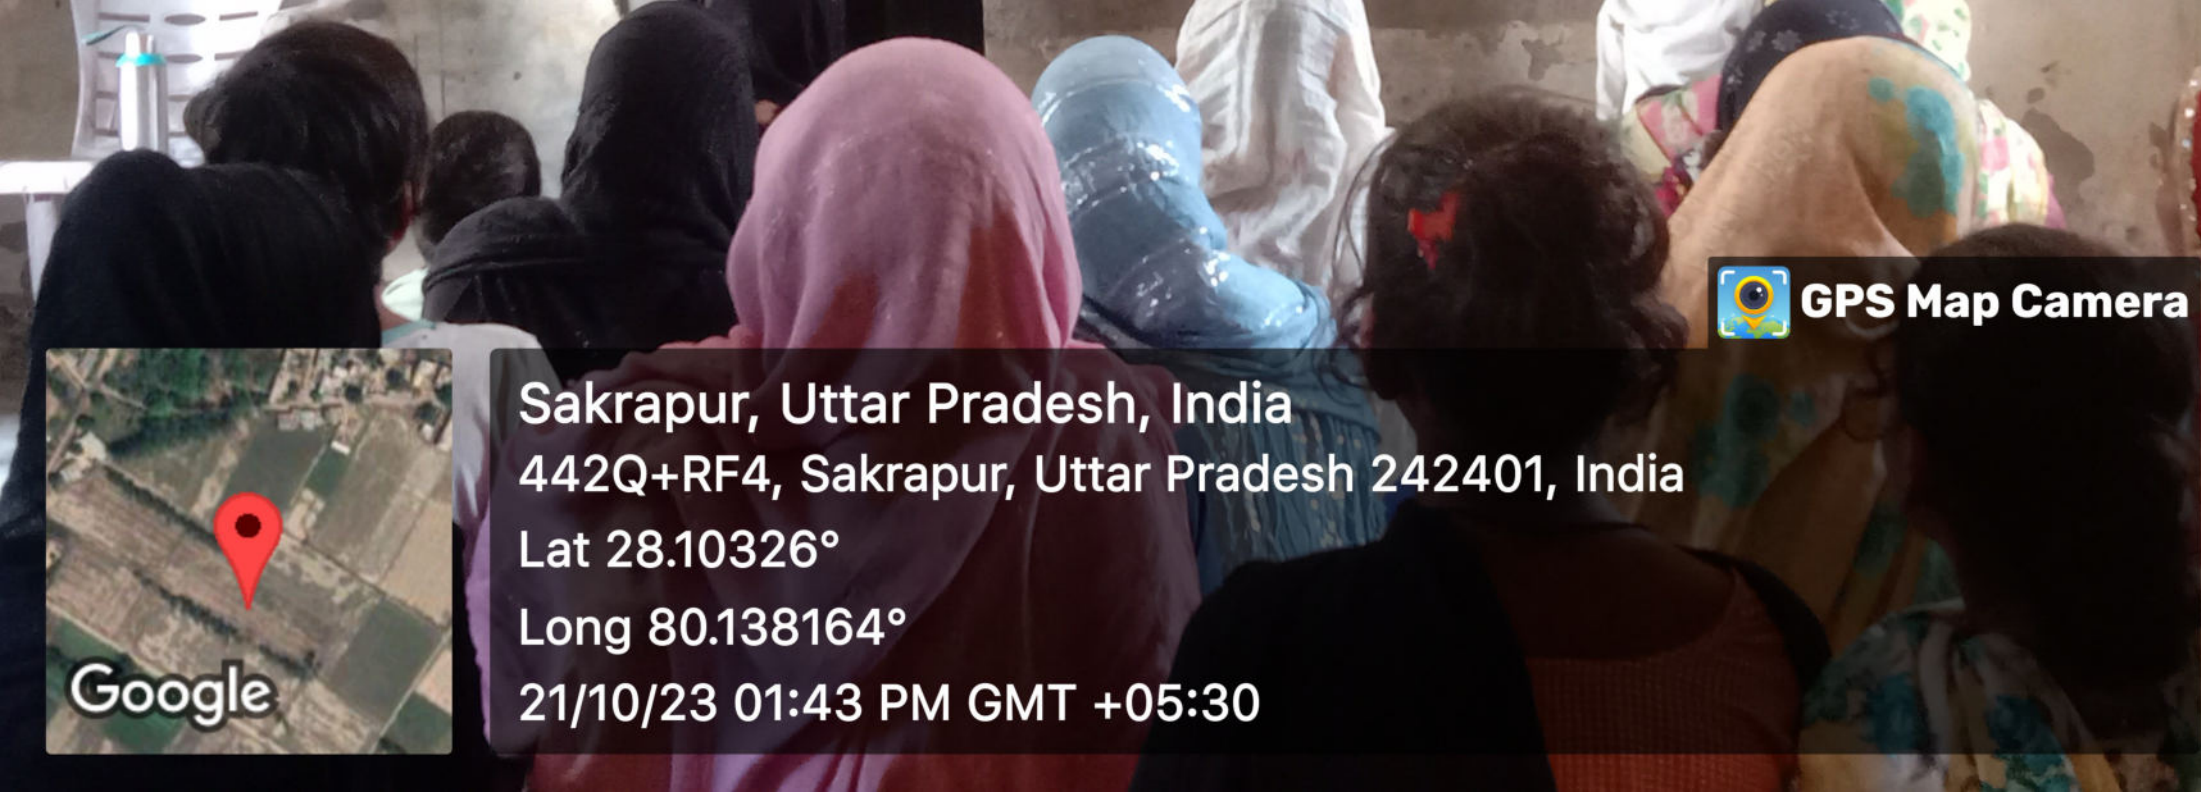 GPS Map Camera
Sakrapur, Uttar Pradesh, India
442Q+RF4, Sakrapur, Uttar Pradesh 242401, India
Lat 28.10326°
Long 80.138164°
21/10/23 01:43 PM GMT +05:30
Google